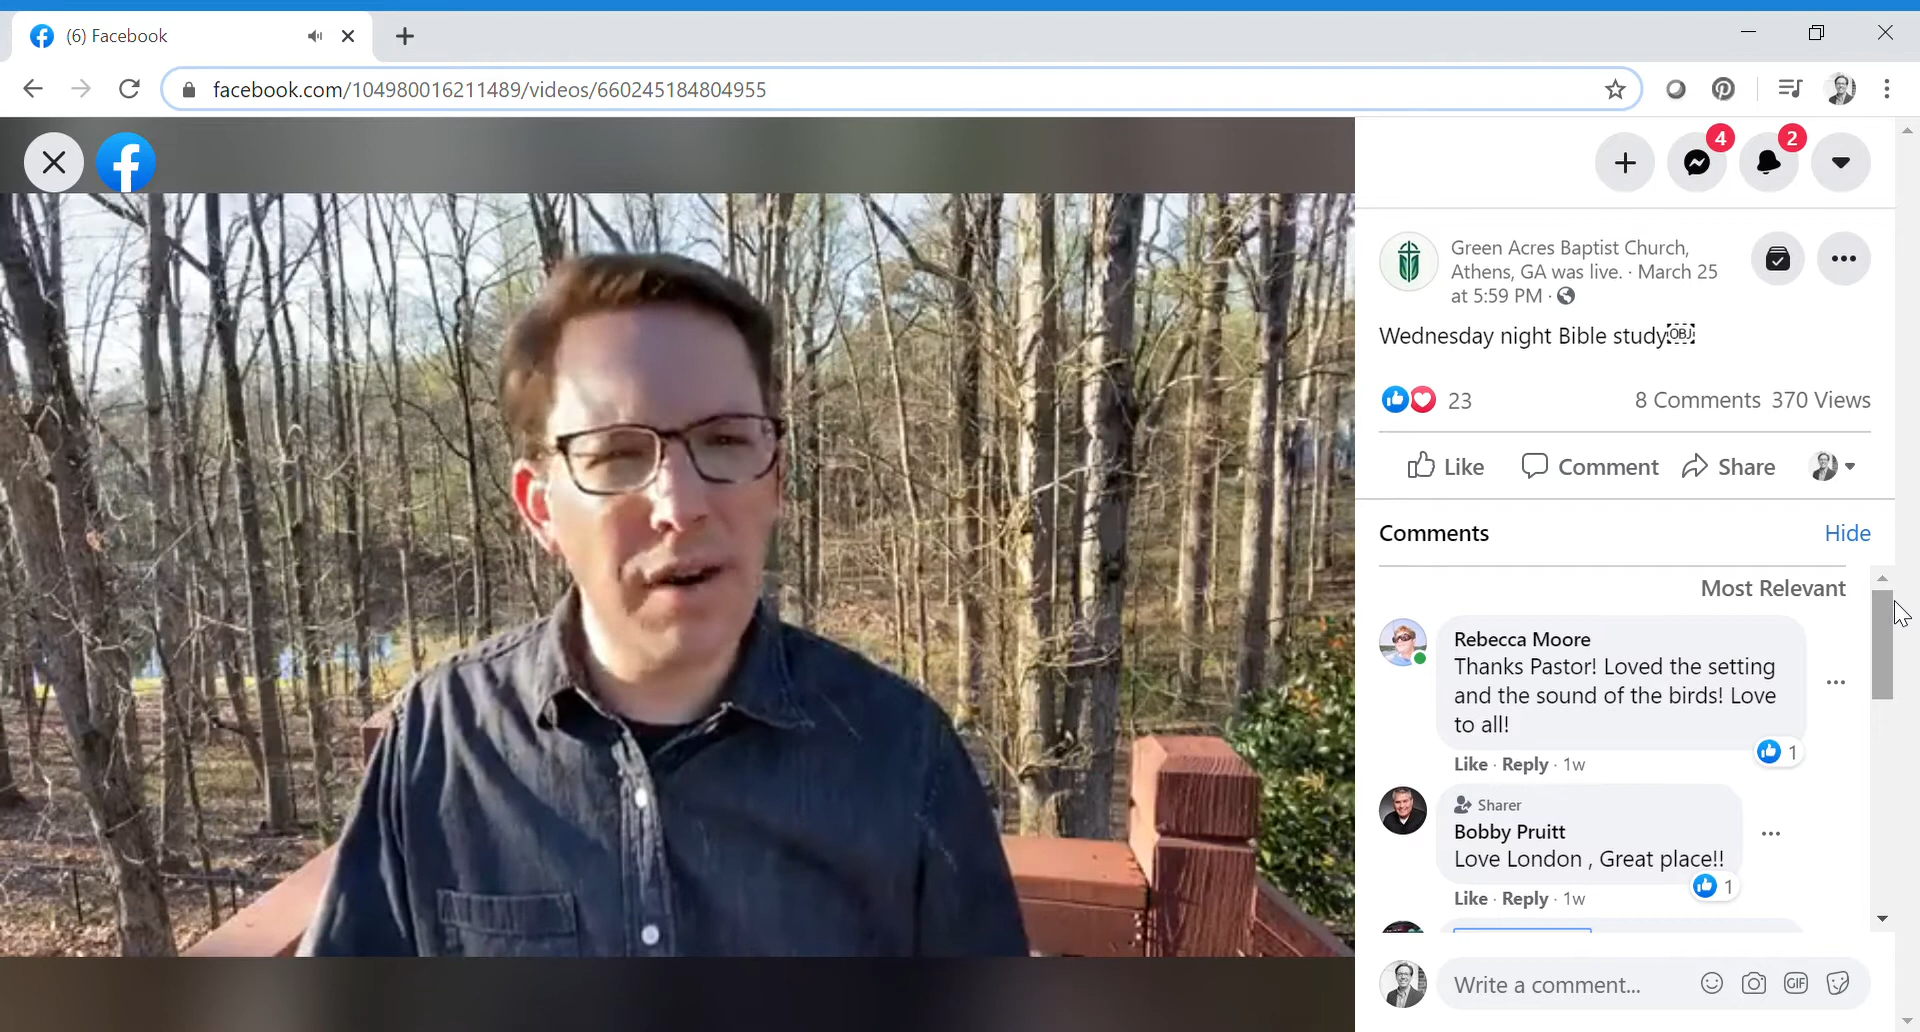 (6) Facebook
facebook.com/104980016211489/videos/660245184804955
4
2
Green Acres Baptist Church,
Athens, GA was live. · March 25
at 5:59 PM ·
Wednesday night Bible study￼
23
8 Comments 370 Views
Like
Comment
Share
Comments
Hide
Most Relevant
Rebecca Moore
Thanks Pastor! Loved the setting
and the sound of the birds! Love
to all!
1
Like · Reply · 1w
Sharer
Bobby Pruitt
Love London , Great place!!
1
Like · Reply · 1w
Write a comment...
GIF